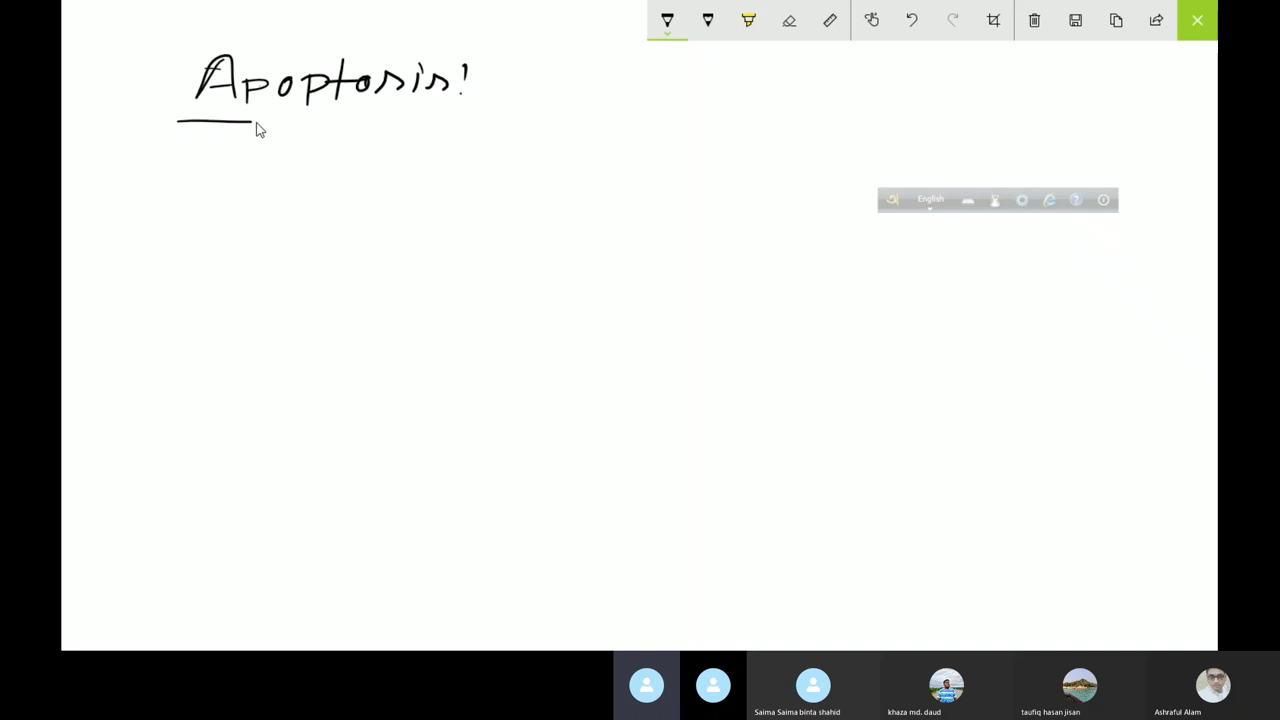 Apoptosis!
English
Saima Saima binta shahid
khaza md. daud
taufiq hasan jisan
Ashraful Alam